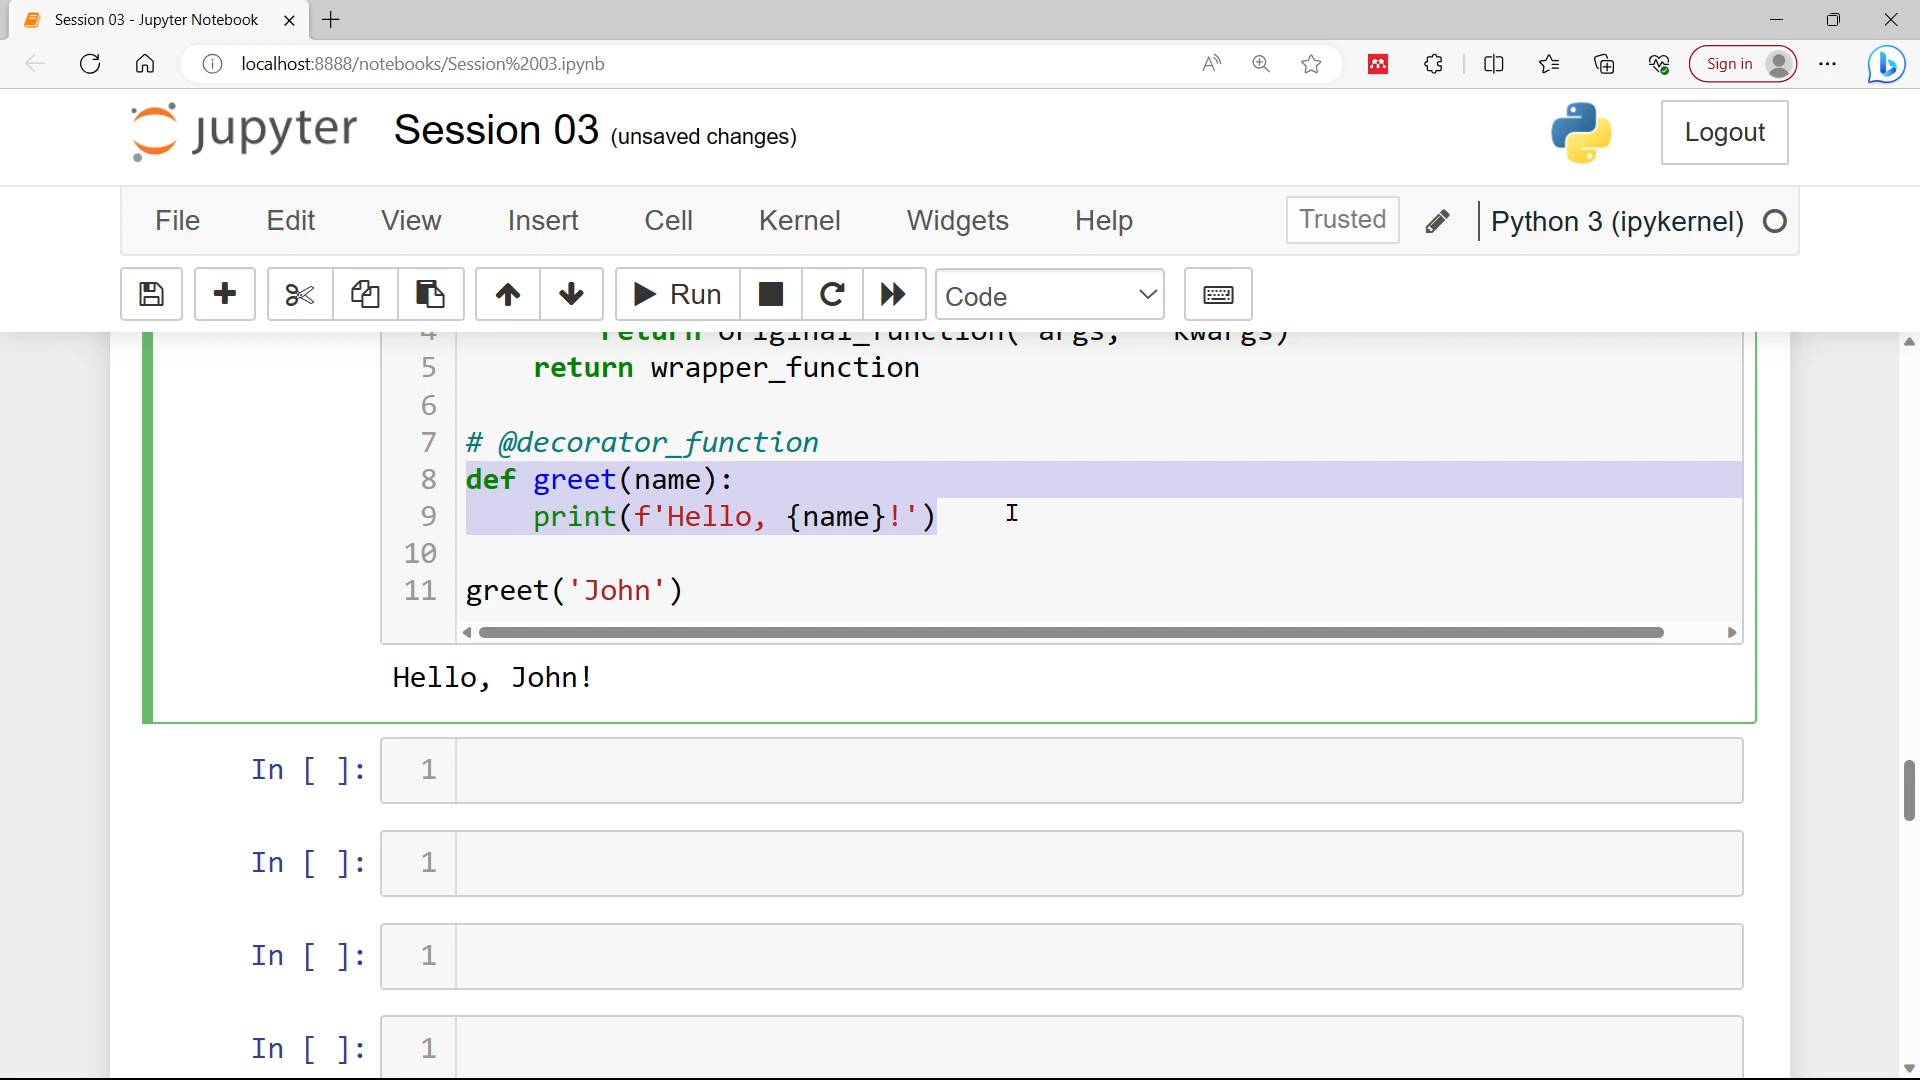 Session 03 - Jupyter Notebook
localhost:8888/notebooks/Session%2003.ipynb
Sign in
jupyter Session 03 (unsaved changes)
Logout
File Edit View Insert Cell Kernel Widgets Help Trusted Python 3 (ipykernel)
Run Code
5 return wrapper_function
6
7 # @decorator_function
8 def greet(name):
9 print(f'Hello, {name}!')
10
11 greet('John')
Hello, John!
In [ ]: 1
In [ ]: 1
In [ ]: 1
In [ ]: 1